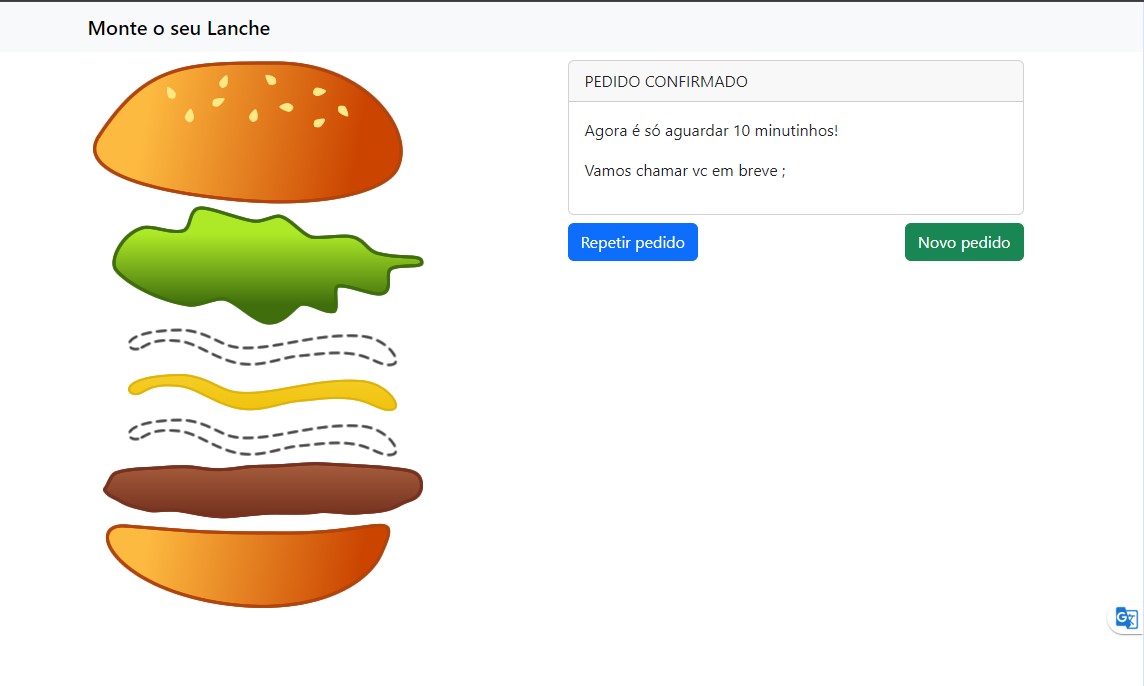 Monte o seu Lanche
PEDIDO CONFIRMADO
Agora é só aguardar 10 minutinhos!
Vamos chamar vc em breve ;
Repetir pedido
Novo pedido